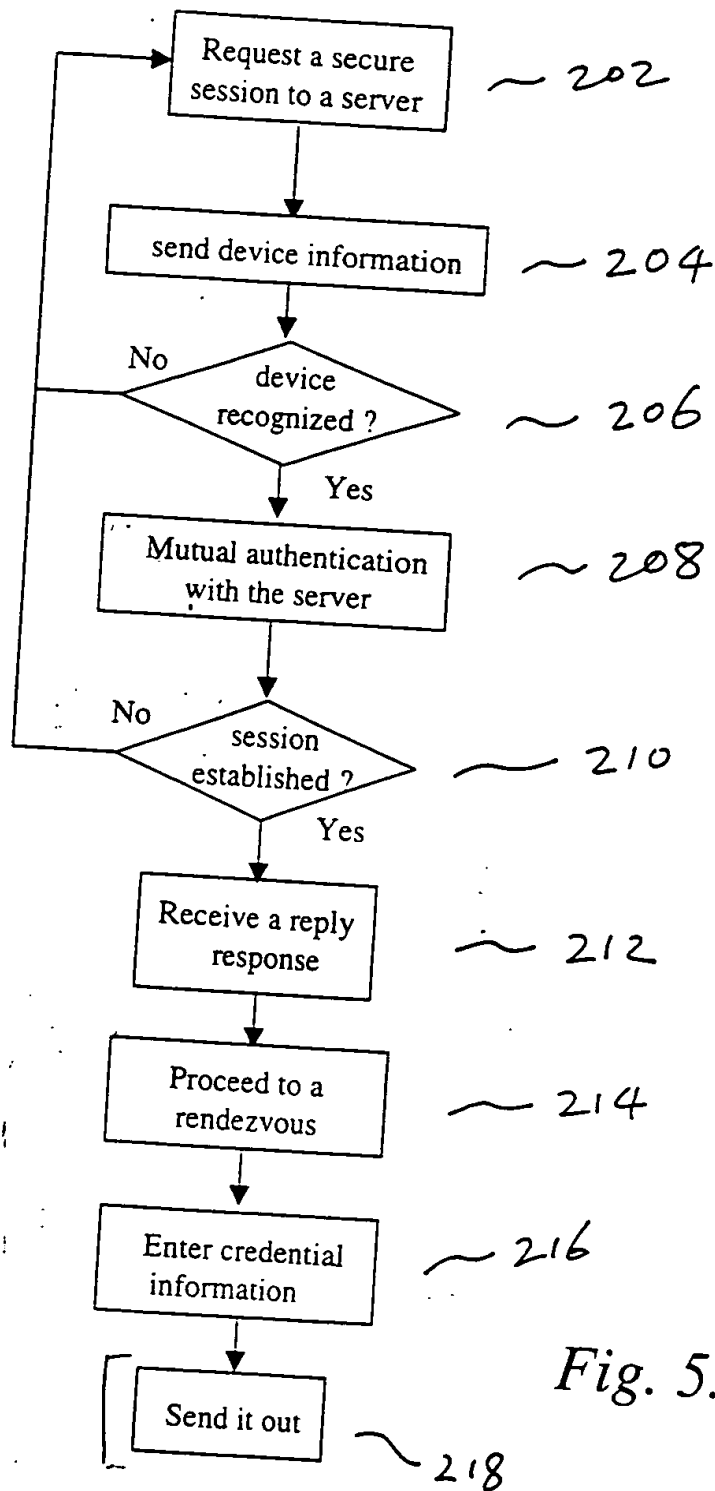 Request a secure
session to a server
202
send device information
204
No
device
recognized ?
206
Yes
Mutual authentication
with the server
208
No
session
established ?
210
Yes
Receive a reply
response
212
Proceed to a
rendezvous
214
Enter credential
information
216
Send it out
218
Fig. 5.